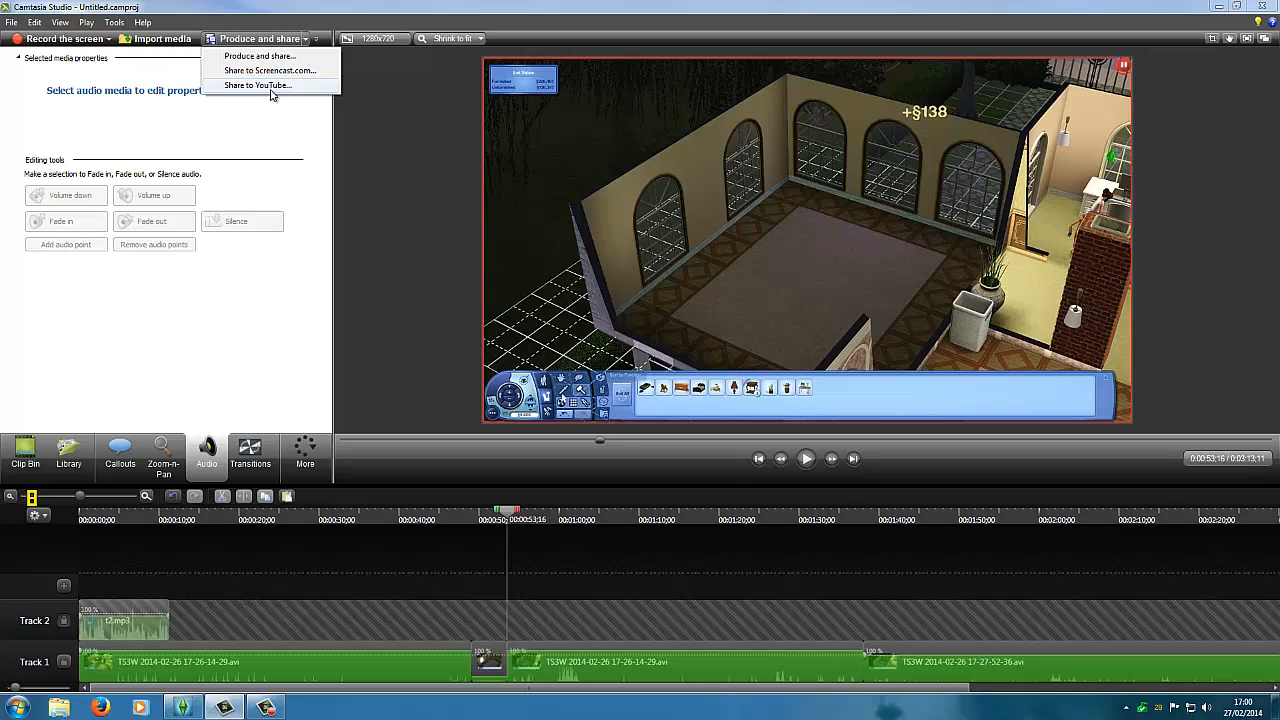 Camtasia Studio - Untitled.camproj
File Edit View Play Tools Help
Record the screen Import media Produce and share 1280x720 Shrink to fit
Produce and share...
Share to Screencast.com...
Share to YouTube...
Selected media properties
Select audio media to edit propert
Editing tools
Make a selection to Fade in, Fade out, or Silence audio.
Volume down Volume up
Fade in Fade out Silence
Add audio point Remove audio points
+§138
Clip Bin Library Callouts Zoom-n-Pan Audio Transitions More
0:00:53;16 / 0:03:13;11
00:00:00;00 00:00:10;00 00:00:20;00 00:00:30;00 00:00:40;00 00:00:50; 00:00:53;16 00:01:00;00 00:01:10;00 00:01:20;00 00:01:30;00 00:01:40;00 00:01:50;00 00:02:00;00 00:02:10;00 00:02:20;00
Track 2 100 % t2.mp3
Track 1 100 % TS3W 2014-02-26 17-26-14-29.avi 100 % TS3W 2014-02-26 17-26-14-29.avi 100 % TS3W 2014-02-26 17-27-52-36.avi
28 17:00
27/02/2014